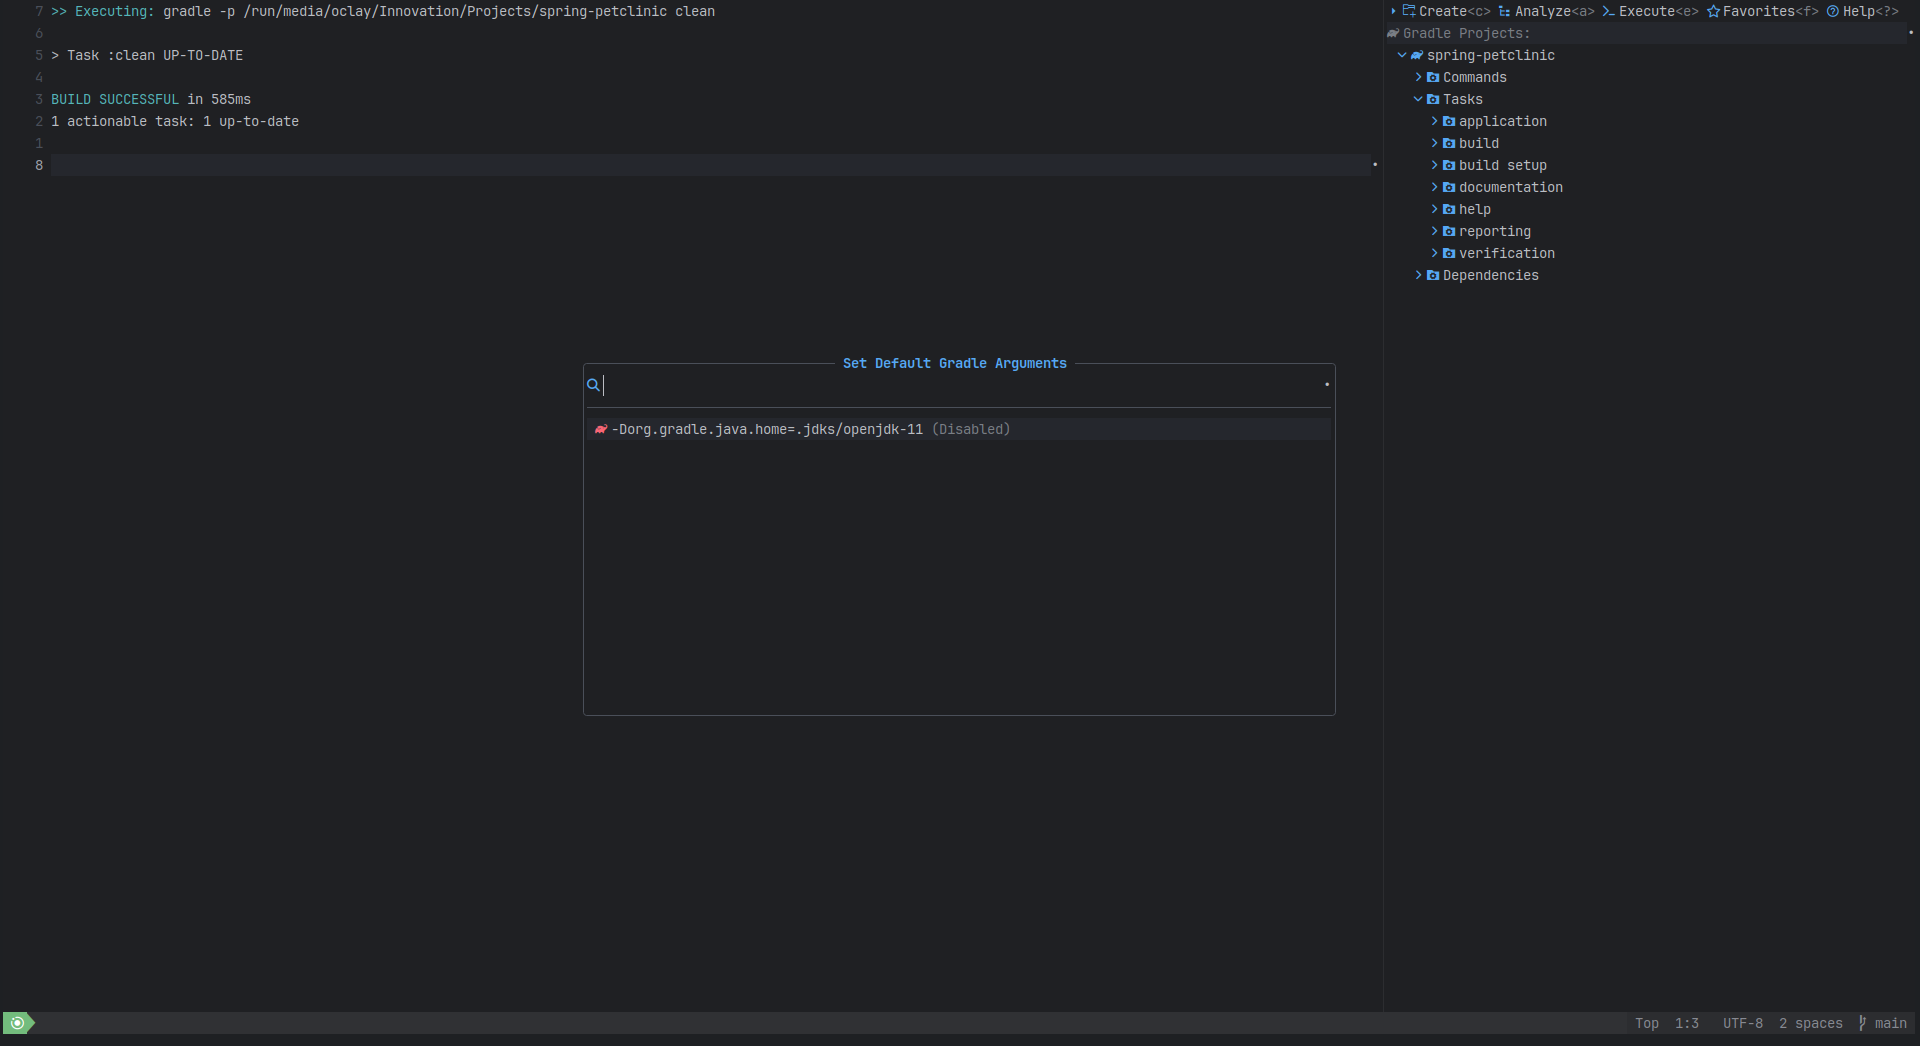 7 >> Executing: gradle -p /run/media/oclay/Innovation/Projects/spring-petclinic clean
6
5 > Task :clean UP-TO-DATE
4
3 BUILD SUCCESSFUL in 585ms
2 1 actionable task: 1 up-to-date
1
8
Create<c> Analyze<a> Execute<e> Favorites<f> Help<?>
Gradle Projects:
spring-petclinic
Commands
Tasks
application
build
build setup
documentation
help
reporting
verification
Dependencies
Set Default Gradle Arguments
-Dorg.gradle.java.home=.jdks/openjdk-11 (Disabled)
Top 1:3 UTF-8 2 spaces main